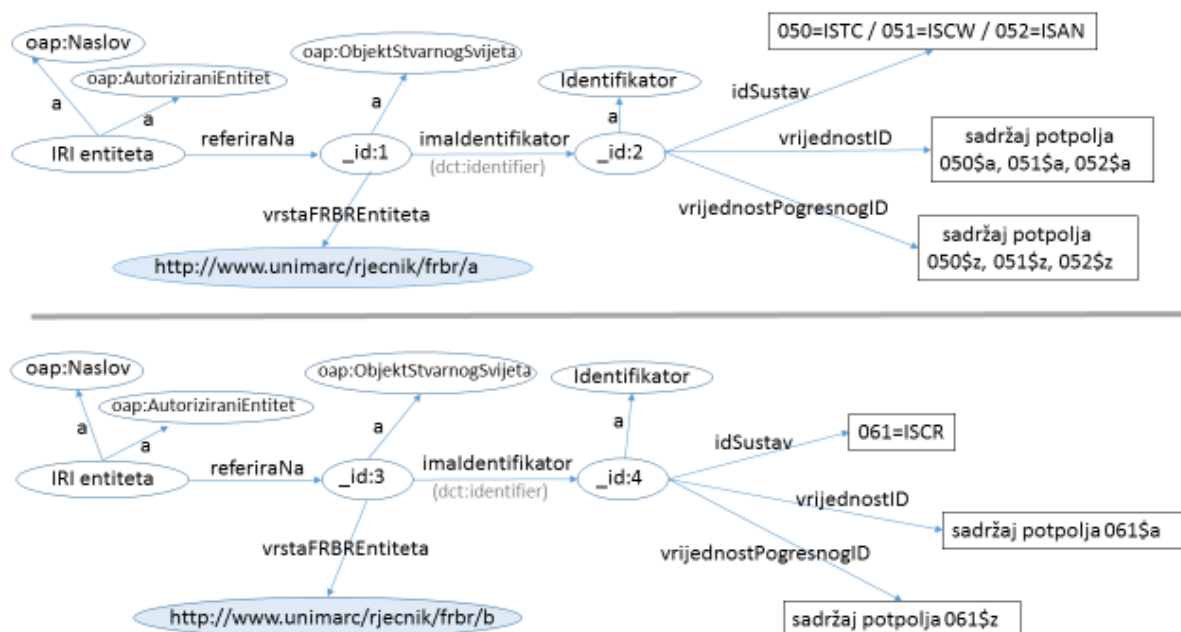 oap:Naslov
oap:AutoriziraniEntitet
a
a
IRI entiteta
referiraNa
oap:ObjektStvarnogSvijeta
a
_id:1
imaIdentifikator
(dct:identifier)
vrstaFRBREntiteta
http://www.unimarc/rjecnik/frbr/a
Identifikator
a
_id:2
idSustav
050=ISTC / 051=ISCW / 052=ISAN
vrijednostID
sadržaj potpolja
050$a, 051$a, 052$a
vrijednostPogresnogID
sadržaj potpolja
050$z, 051$z, 052$z
oap:Naslov
oap:AutoriziraniEntitet
a
a
IRI entiteta
referiraNa
oap:ObjektStvarnogSvijeta
a
_id:3
imaIdentifikator
(dct:identifier)
vrstaFRBREntiteta
http://www.unimarc/rjecnik/frbr/b
Identifikator
a
_id:4
idSustav
061=ISCR
vrijednostID
sadržaj potpolja 061$a
vrijednostPogresnogID
sadržaj potpolja 061$z